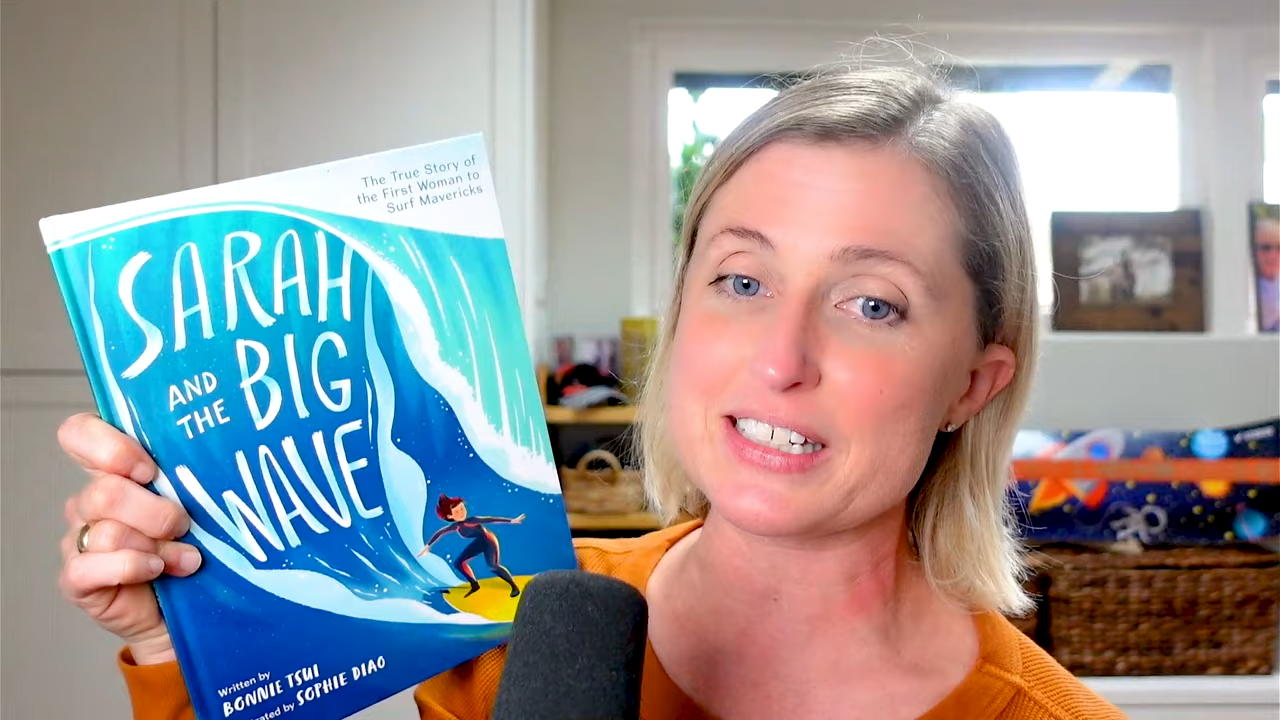 The True Story of
the First Woman to
Surf Mavericks
SARAH
AND THE
BIG
WAVE
Written by
BONNIE TSUI
by SOPHIE DIAO